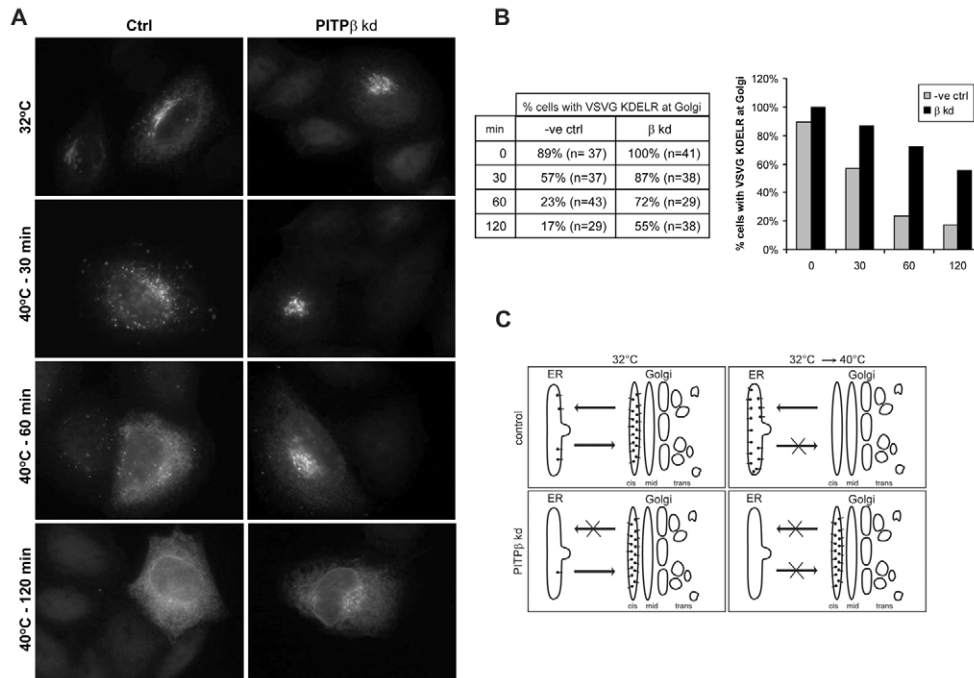 A
Ctrl
PITPβ kd
32ºC
40ºC - 30 min
40ºC - 60 min
40ºC - 120 min
B
% cells with VSVG KDELR at Golgi
min -ve ctrl β kd
0 89% (n= 37) 100% (n=41)
30 57% (n=37) 87% (n=38)
60 23% (n=43) 72% (n=29)
120 17% (n=29) 55% (n=38)
% cells with VSVG KDELR at Golgi
120%
100%
80%
60%
40%
20%
0%
0 30 60 120
-ve ctrl
β kd
C
32°C
32°C → 40°C
control
ER Golgi
cis mid trans
ER Golgi
cis mid trans
PITPβ kd
ER Golgi
cis mid trans
ER Golgi
cis mid trans